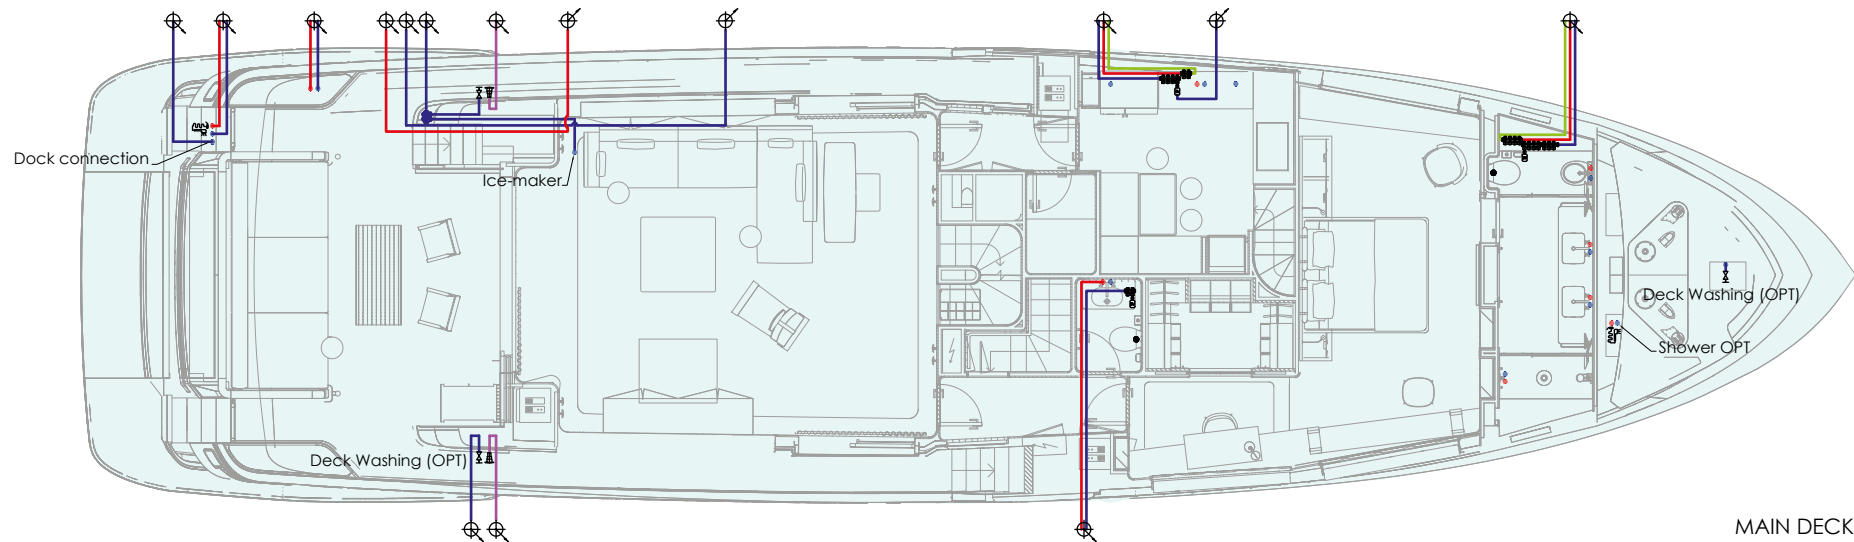 Dock connection
Ice-maker
Deck Washing (OPT)
Shower OPT
Deck Washing (OPT)
MAIN DECK